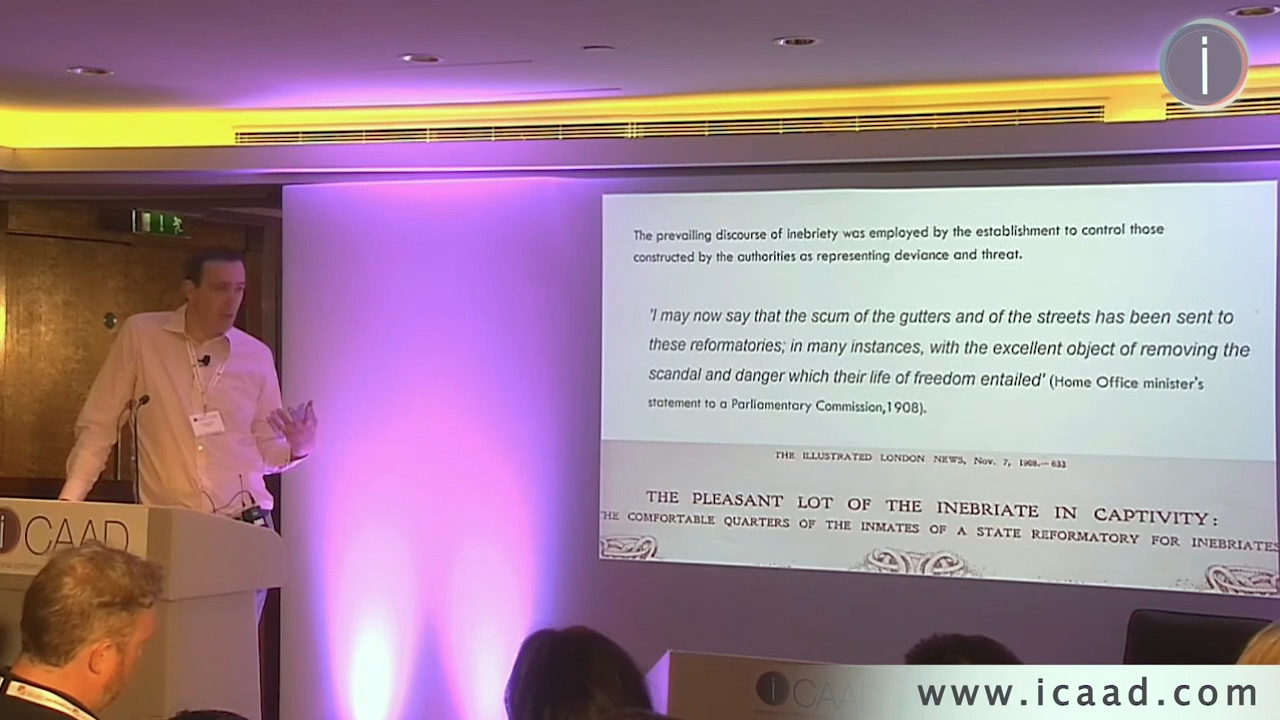 i
The prevailing discourse of inebriety was employed by the establishment to control those
constructed by the authorities as representing deviance and threat.
'I may now say that the scum of the gutters and of the streets has been sent to
these reformatories; in many instances, with the excellent object of removing the
scandal and danger which their life of freedom entailed' (Home Office minister's
statement to a Parliamentary Commission,1908).
THE ILLUSTRATED LONDON NEWS, Nov. 7, 1908.—633
THE PLEASANT LOT OF THE INEBRIATE IN CAPTIVITY:
THE COMFORTABLE QUARTERS OF THE INMATES OF A STATE REFORMATORY FOR INEBRIATES
iCAAD
iCAAD
www.icaad.com